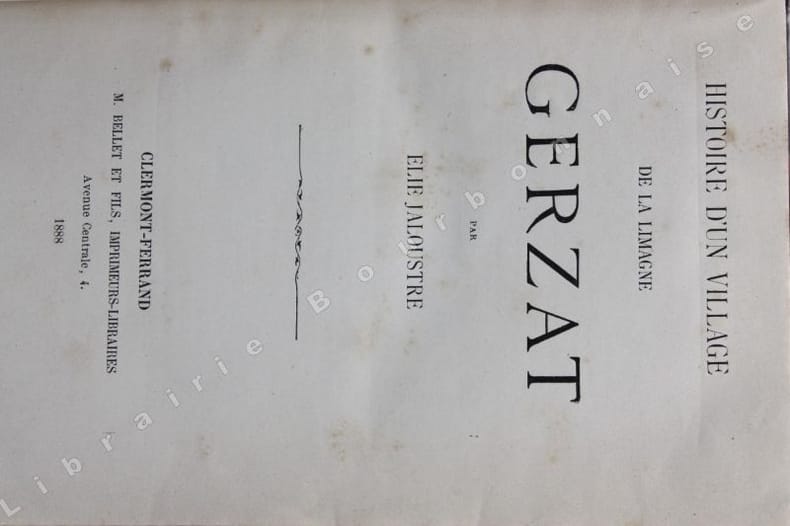 HISTOIRE D'UN VILLAGE
DE LA LIMAGNE
GERZAT
PAR
ELIE JALOUSTRE
CLERMONT-FERRAND
M. BELLET ET FILS, IMPRIMEURS-LIBRAIRES
Avenue Centrale, 4.
1888
Librairie Bourbonnaise